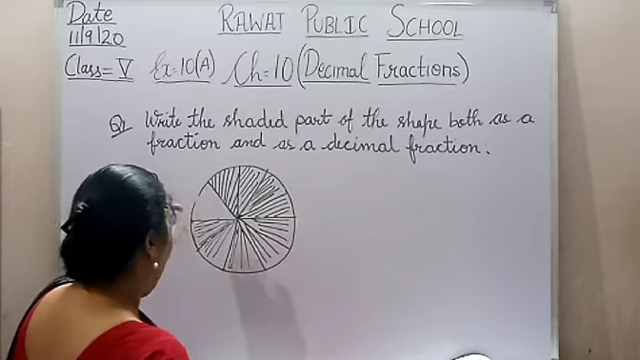 Date RAWAT PUBLIC SCHOOL
11/9/20
Class= V Ex=10(A) Ch=10 (Decimal Fractions)
Q1 Write the shaded part of the shape both as a
fraction and as a decimal fraction.